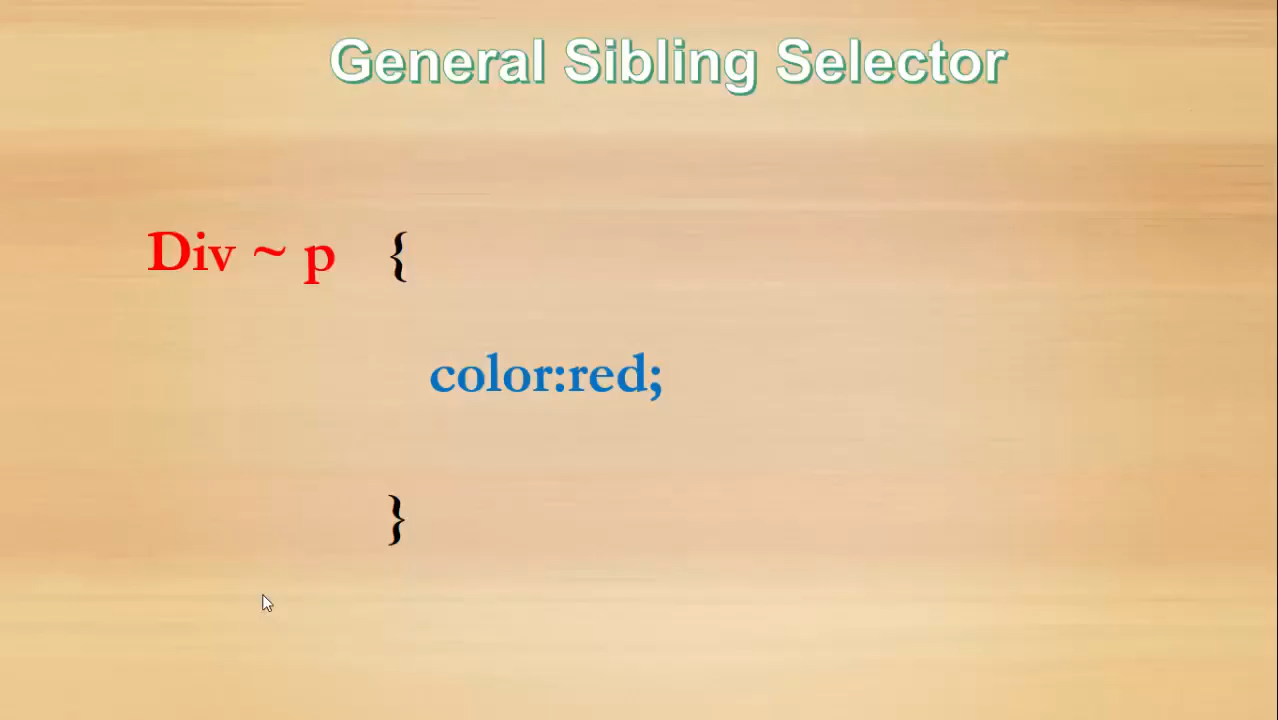 General Sibling Selector
Div ~ p {
color:red;
}